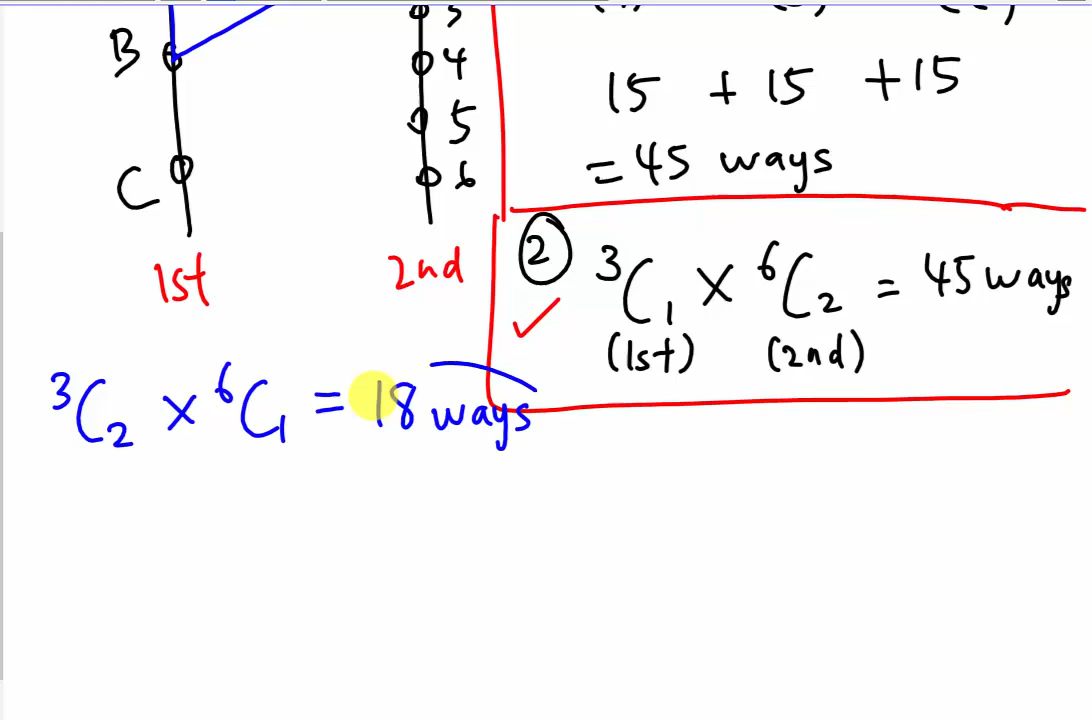 B
C
1st
3
4
5
6
2nd
15 + 15 + 15
= 45 ways
② ³C₁ × ⁶C₂ = 45 ways
✓ (1st) (2nd)
³C₂ × ⁶C₁ = 18 ways